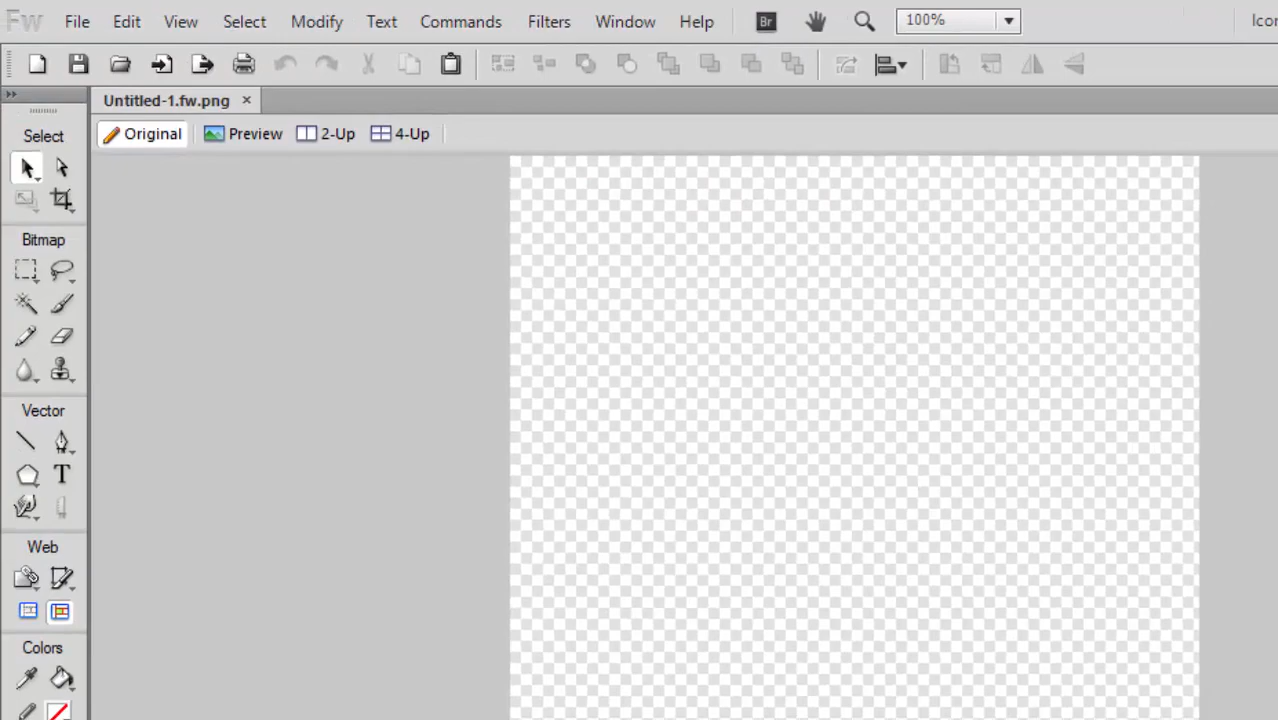 Fw File Edit View Select Modify Text Commands Filters Window Help Br 100% Icon
Untitled-1.fw.png ×
Original Preview 2-Up 4-Up
Select
Bitmap
Vector
T
Web
Colors